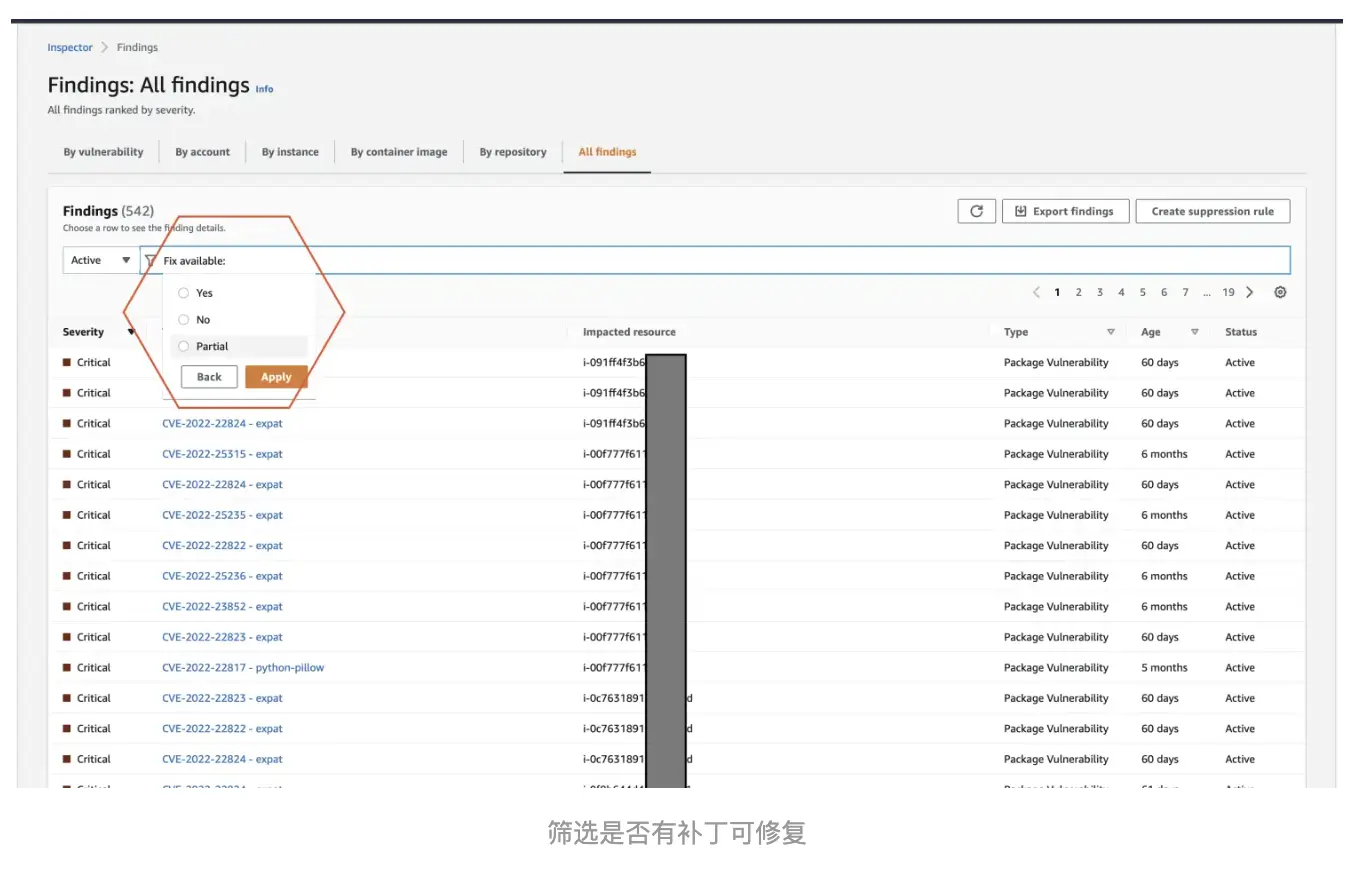 Inspector > Findings
Findings: All findings Info
All findings ranked by severity.
By vulnerability By account By instance By container image By repository All findings
Findings (542)
Choose a row to see the finding details.
Export findings Create suppression rule
Active Fix available:
Yes
No
Partial
Back Apply
1 2 3 4 5 6 7 ... 19
Severity Impacted resource Type Age Status
Critical i-091ff4f3b6 Package Vulnerability 60 days Active
Critical i-091ff4f3b6 Package Vulnerability 60 days Active
Critical CVE-2022-22824 - expat i-091ff4f3b6 Package Vulnerability 60 days Active
Critical CVE-2022-25315 - expat i-00f777f611 Package Vulnerability 6 months Active
Critical CVE-2022-22824 - expat i-00f777f611 Package Vulnerability 60 days Active
Critical CVE-2022-25235 - expat i-00f777f611 Package Vulnerability 6 months Active
Critical CVE-2022-22822 - expat i-00f777f611 Package Vulnerability 60 days Active
Critical CVE-2022-25236 - expat i-00f777f611 Package Vulnerability 6 months Active
Critical CVE-2022-23852 - expat i-00f777f611 Package Vulnerability 6 months Active
Critical CVE-2022-22823 - expat i-00f777f611 Package Vulnerability 60 days Active
Critical CVE-2022-22817 - python-pillow i-00f777f611 Package Vulnerability 5 months Active
Critical CVE-2022-22823 - expat i-0c7631891 d Package Vulnerability 60 days Active
Critical CVE-2022-22822 - expat i-0c7631891 d Package Vulnerability 60 days Active
Critical CVE-2022-22824 - expat i-0c7631891 d Package Vulnerability 60 days Active
筛选是否有补丁可修复